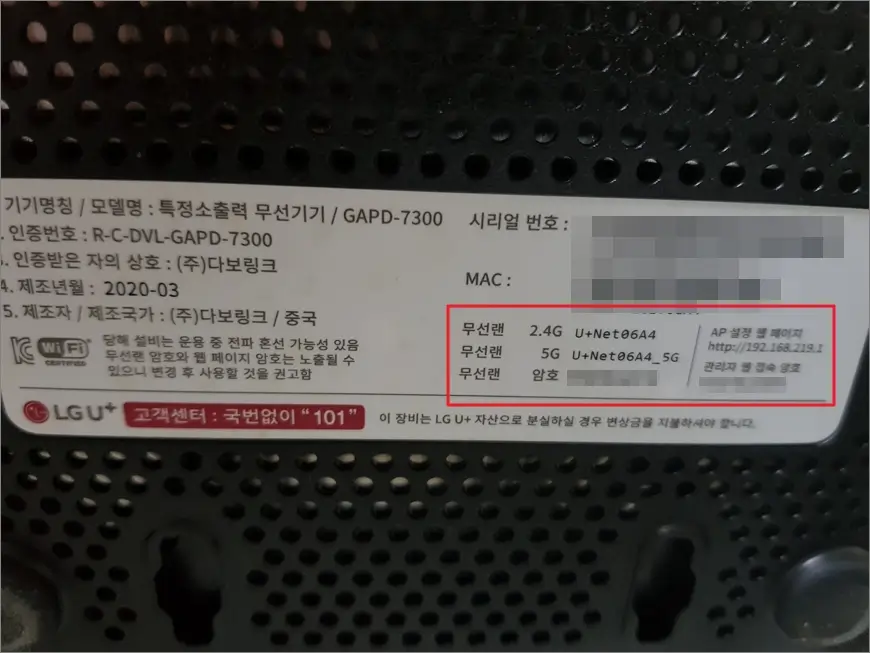 기기명칭 / 모델명 : 특정소출력 무선기기 / GAPD-7300
. 인증번호 : R-C-DVL-GAPD-7300
3. 인증받은 자의 상호 : (주)다보링크
4. 제조년월 : 2020-03
5. 제조자 / 제조국가 : (주)다보링크 / 중국
Wi Fi CERTIFIED
당해 설비는 운용 중 전파 혼선 가능성 있음
무선랜 암호와 웹 페이지 암호는 노출될 수
있으니 변경 후 사용할 것을 권고함
시리얼 번호 :
MAC :
무선랜 2.4G U+Net06A4
무선랜 5G U+Net06A4_5G
무선랜 암호
AP 설정 웹 페이지
http://192.168.219.1
관리자 웹 접속 암호
LG U+ 고객센터 : 국번없이 “101” 이 장비는 LG U+ 자산으로 분실하실 경우 변상금을 지불하셔야 합니다.